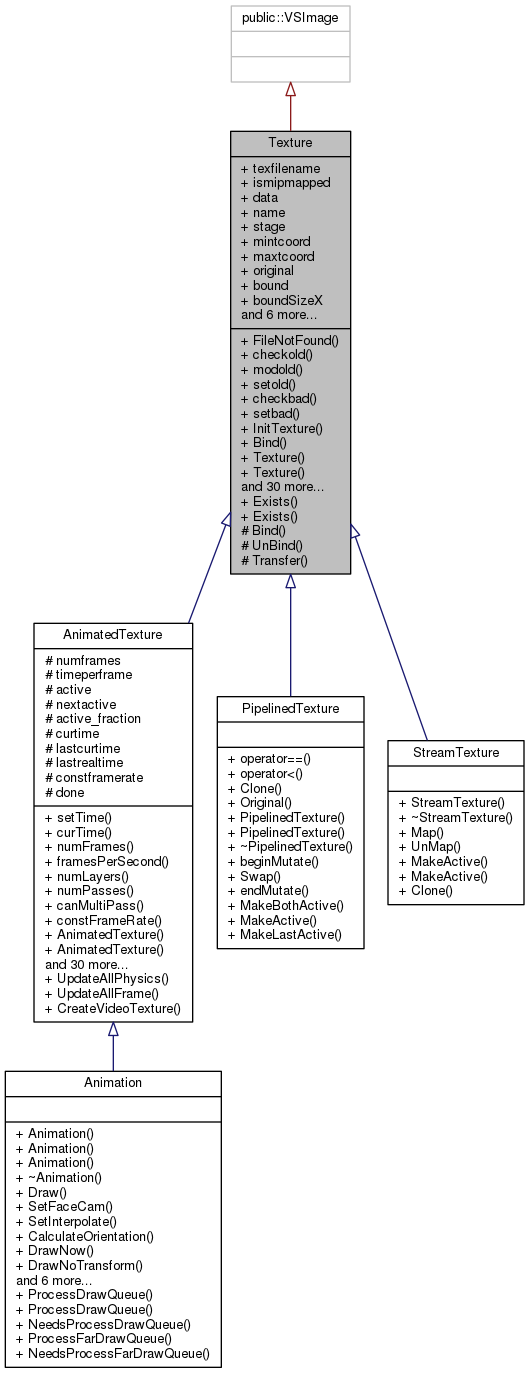 public::VSImage
Texture
+ texfilename
+ ismipmapped
+ data
+ name
+ stage
+ mintcoord
+ maxtcoord
+ original
+ bound
+ boundSizeX
and 6 more...
+ FileNotFound()
+ checkold()
+ modold()
+ setold()
+ checkbad()
+ setbad()
+ InitTexture()
+ Bind()
+ Texture()
+ Texture()
and 30 more...
+ Exists()
+ Exists()
# Bind()
# UnBind()
# Transfer()
AnimatedTexture
# numframes
# timeperframe
# active
# nextactive
# active_fraction
# curtime
# lastcurtime
# lastrealtime
# constframerate
# done
+ setTime()
+ curTime()
+ numFrames()
+ framesPerSecond()
+ numLayers()
+ numPasses()
+ canMultiPass()
+ constFrameRate()
+ AnimatedTexture()
+ AnimatedTexture()
and 30 more...
+ UpdateAllPhysics()
+ UpdateAllFrame()
+ CreateVideoTexture()
PipelinedTexture
+ operator==()
+ operator<()
+ Clone()
+ Original()
+ PipelinedTexture()
+ PipelinedTexture()
+ ~PipelinedTexture()
+ beginMutate()
+ Swap()
+ endMutate()
+ MakeBothActive()
+ MakeActive()
+ MakeLastActive()
StreamTexture
+ StreamTexture()
+ ~StreamTexture()
+ Map()
+ UnMap()
+ MakeActive()
+ MakeActive()
+ Clone()
Animation
+ Animation()
+ Animation()
+ Animation()
+ ~Animation()
+ Draw()
+ SetFaceCam()
+ SetInterpolate()
+ CalculateOrientation()
+ DrawNow()
+ DrawNoTransform()
and 6 more...
+ ProcessDrawQueue()
+ ProcessDrawQueue()
+ NeedsProcessDrawQueue()
+ ProcessFarDrawQueue()
+ NeedsProcessFarDrawQueue()